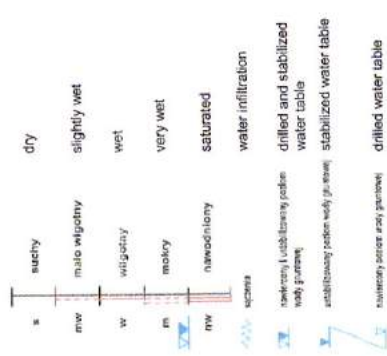 s suchy dry
mw mało wigotny slightly wet
w wilgotny wet
m mokry very wet
nw nawodniony saturated
sączenia water infiltration
nawiercony i ustabilizowany poziom wody gruntowej drilled and stabilized
water table
ustabilizowany poziom wody gruntowej stabilized water table
nawiercony poziom wody gruntowej drilled water table